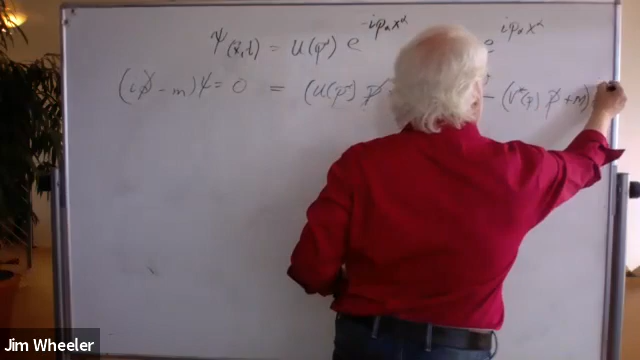 Ψ(x⃗,t) = u(p⃗) e^{-ip_α x^α} e^{ip_α x^α}
(i∂̸ - m)Ψ = 0 = (u(p⃗) p̸ - (v*(p) p̸ + m)
Jim Wheeler